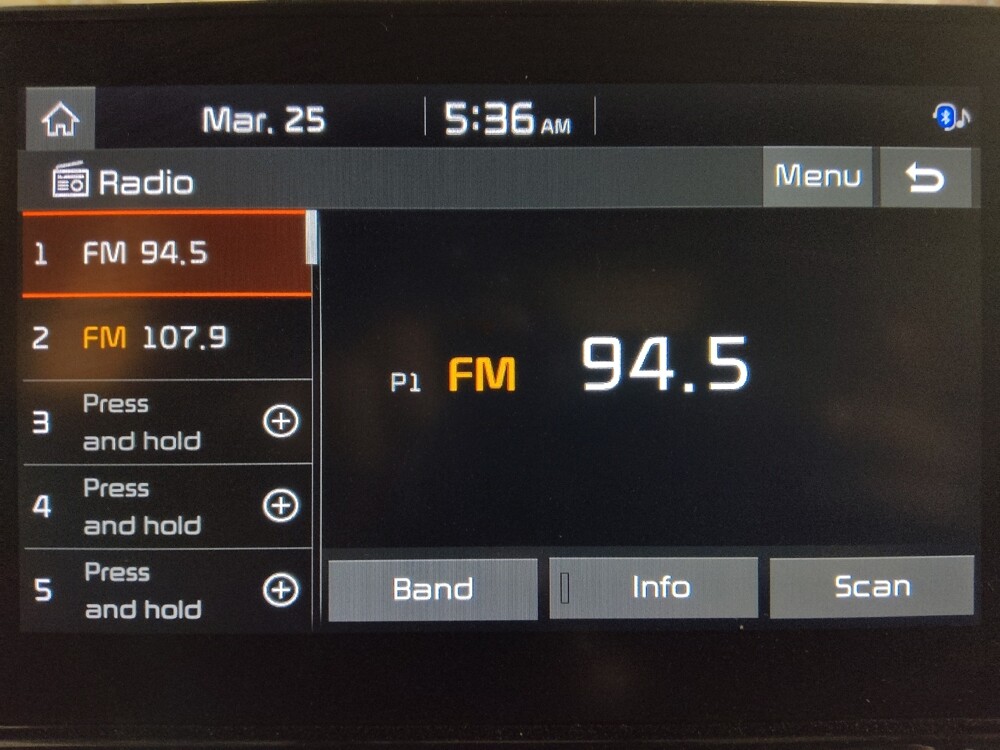 Mar. 25 5:36 AM
Radio Menu
1 FM 94.5
2 FM 107.9
3 Press
and hold
4 Press
and hold
5 Press
and hold
P1 FM 94.5
Band Info Scan